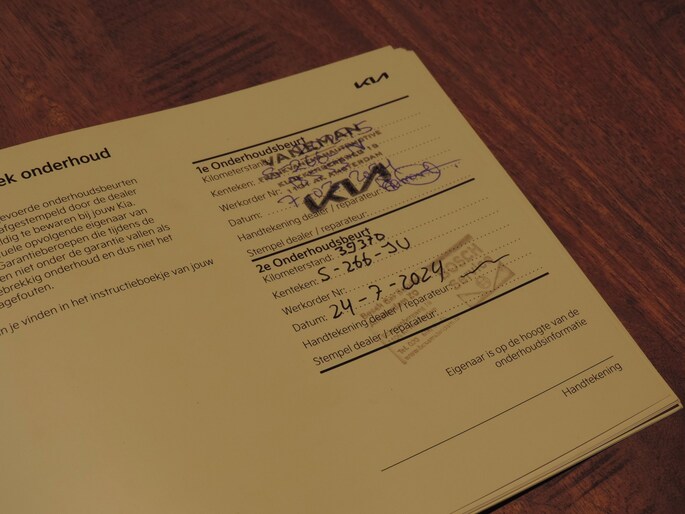 KIA
ek onderhoud
evoerde onderhoudsbeurten
afgestempeld door de dealer
ldig te bewaren bij jouw Kia.
uele opvolgende eigenaar van
Garantieberoepen die tijdens de
en niet onder de garantie vallen als
ebrekkig onderhoud en dus niet het
agefouten.
n je vinden in het instructieboekje van jouw
1e Onderhoudsbeurt
VANEMAN
Kilometerstand:
Kenteken:
Werkorder Nr:
AMSTERDAM
Datum: 7
KIA
Handtekening dealer / reparateur:
Stempel dealer / reparateur:
2e Onderhoudsbeurt
Kilometerstand: 39370
Kenteken: S-266-JU
Werkorder Nr:
BOSCH
Datum: 24-7-2024
Handtekening dealer / reparateur:
Stempel dealer / reparateur:
Eigenaar is op de hoogte van de
onderhoudsinformatie
Handtekening